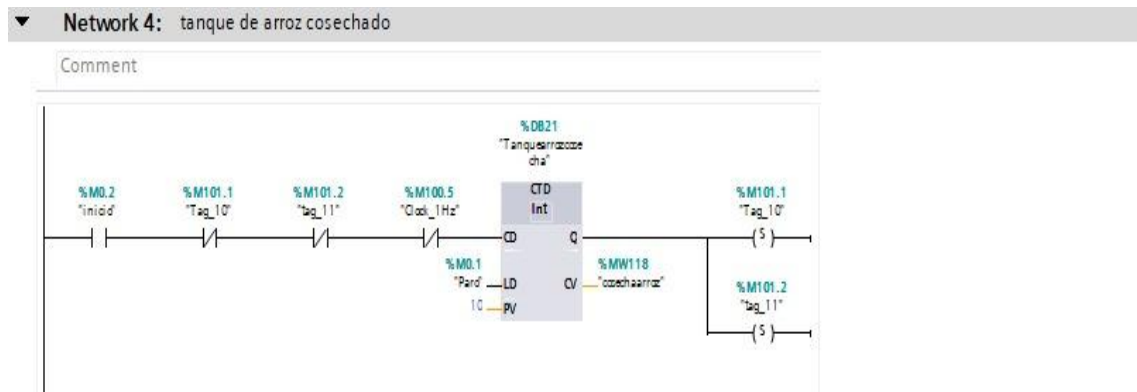 Network 4: tanque de arroz cosechado
Comment
%DB21
"Tanquearrozcose
cha"
%M0.2
"inicio"
%M101.1
"Tag_10"
%M101.2
"tag_11"
%M100.5
"Clock_1Hz"
CTD
Int
%M101.1
"Tag_10"
CD
Q
S
%M0.1
"Paro"
LD
CV
%MW118
"cosechaarroz"
10
PV
%M101.2
"tag_11"
S